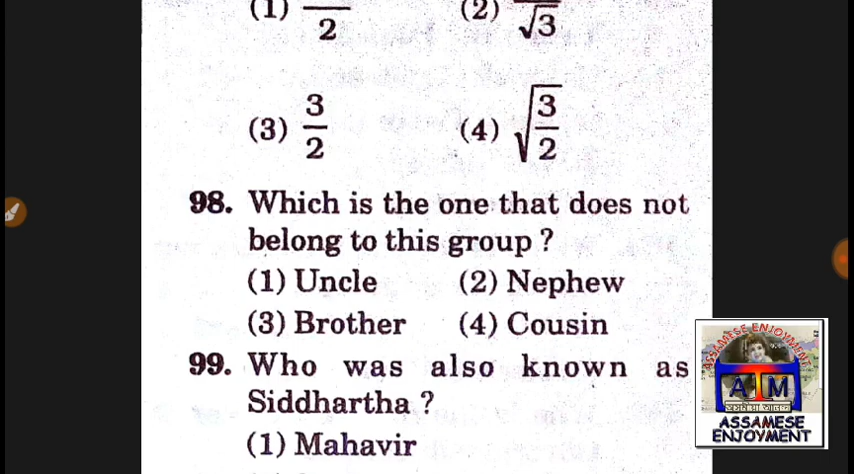 (1) 2 (2) √3
(3) 3/2 (4) √3/2
98. Which is the one that does not
belong to this group ?
(1) Uncle (2) Nephew
(3) Brother (4) Cousin
99. Who was also known as
Siddhartha ?
(1) Mahavir
ASSAMESE ENJOYMENT
ATM
ASSAMESE
ENJOYMENT